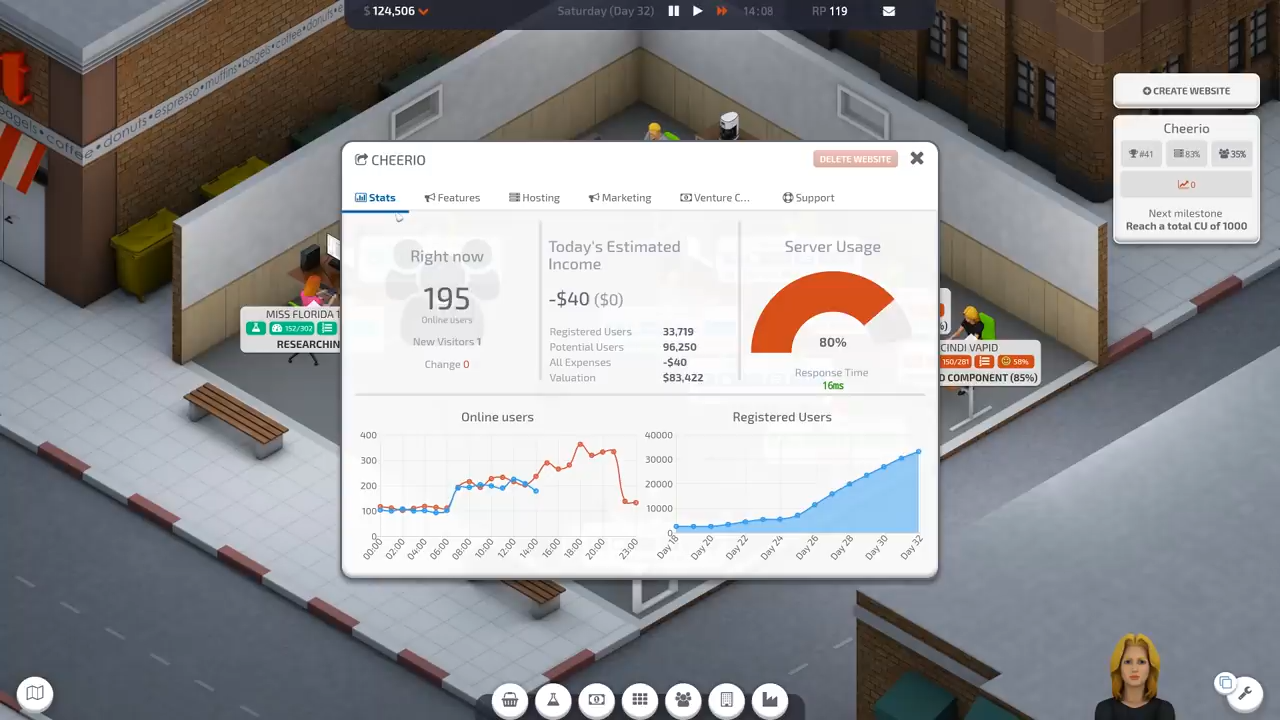 $ 124,506
Saturday (Day 32)
14:08
RP 119
donuts • espresso • muffins • bagels • coffee • donuts
bagels • coffee • donuts
CREATE WEBSITE
Cheerio
#41
83%
35%
0
Next milestone
Reach a total CU of 1000
CHEERIO
DELETE WEBSITE
Stats
Features
Hosting
Marketing
Venture C...
Support
Right now
195
Online users
New Visitors 1
Change 0
Today's Estimated
Income
-$40 ($0)
Registered Users 33,719
Potential Users 96,250
All Expenses -$40
Valuation $83,422
Server Usage
80%
Response Time
16ms
MISS FLORIDA 1
152/302
RESEARCHIN
CINDI VAPID
150/281
58%
D COMPONENT (85%)
Online users
400
300
200
100
0
00:00 02:00 04:00 06:00 08:00 10:00 12:00 14:00 16:00 18:00 20:00 23:00
Registered Users
40000
30000
20000
10000
0
Day 18 Day 20 Day 22 Day 24 Day 26 Day 28 Day 30 Day 32